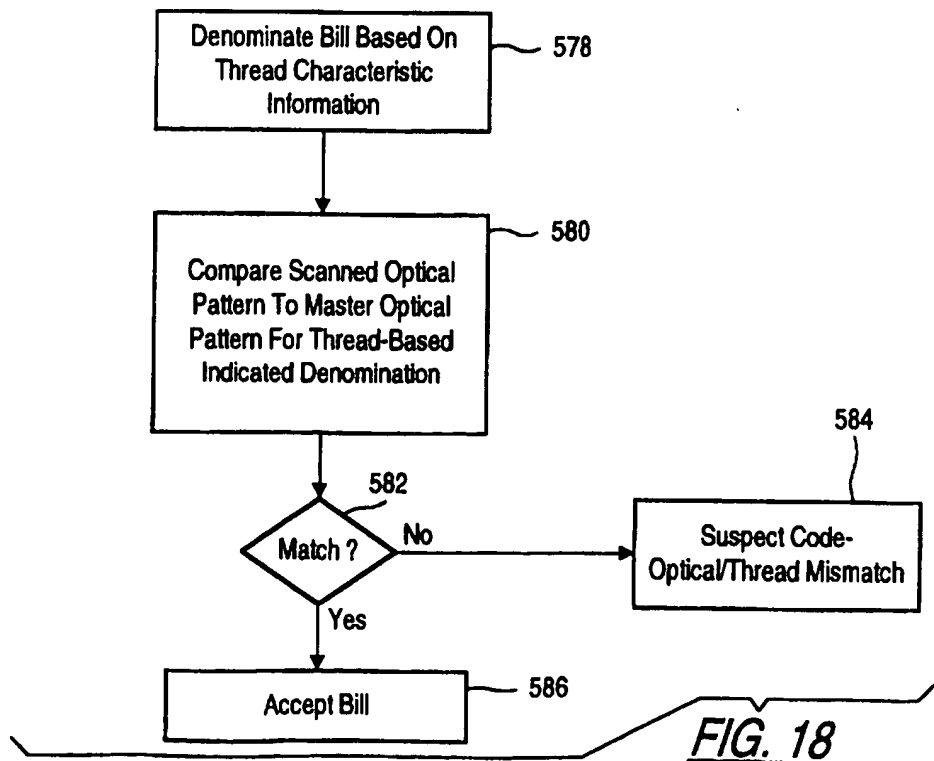 Denominate Bill Based On
Thread Characteristic
Information
578
Compare Scanned Optical
Pattern To Master Optical
Pattern For Thread-Based
Indicated Denomination
580
582
Match ?
No
Yes
584
Suspect Code-
Optical/Thread Mismatch
Accept Bill
586
FIG. 18